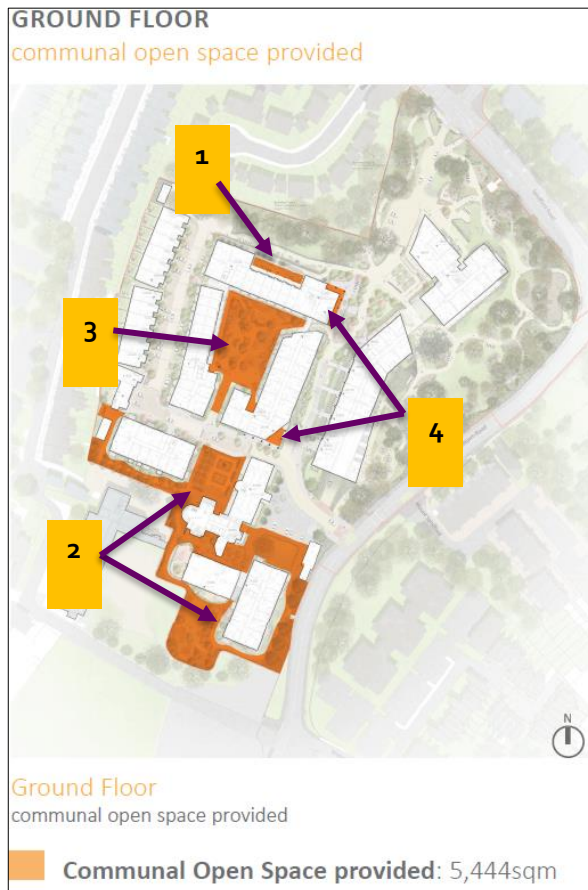 GROUND FLOOR
communal open space provided
1
3
4
2
N
Ground Floor
communal open space provided
Communal Open Space provided: 5,444sqm